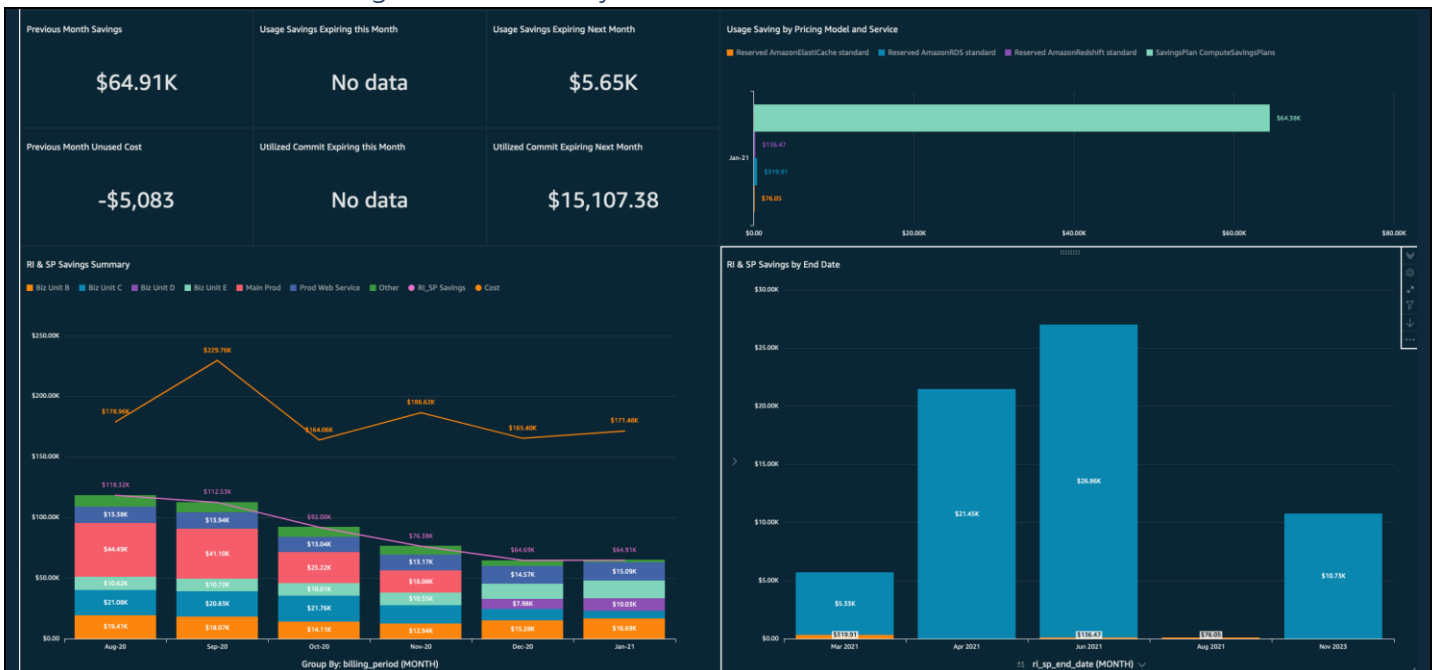 Previous Month Savings
$64.91K
Usage Savings Expiring this Month
No data
Usage Savings Expiring Next Month
$5.65K
Previous Month Unused Cost
-$5,083
Utilized Commit Expiring this Month
No data
Utilized Commit Expiring Next Month
$15,107.38
Usage Saving by Pricing Model and Service
Reserved AmazonElastiCache standard Reserved AmazonRDS standard Reserved AmazonRedshift standard SavingsPlan ComputeSavingsPlans
$64.38K
$136.47
Jan-21
$319.91
$76.05
$0.00 $20.00K $40.00K $60.00K $80.00K
RI & SP Savings Summary
Biz Unit B Biz Unit C Biz Unit D Biz Unit E Main Prod Prod Web Service Other RI_SP Savings Cost
$250.00K
$229.76K
$200.00K
$186.62K
$178.96K
$171.48K
$164.06K
$165.40K
$150.00K
$118.32K
$112.53K
$100.00K
$92.00K
$76.38K
$64.69K
$64.91K
$13.38K
$13.94K
$13.04K
$13.17K
$14.57K
$15.09K
$44.49K
$41.10K
$25.22K
$18.08K
$50.00K
$10.62K
$10.72K
$10.81K
$10.55K
$7.98K
$10.03K
$21.08K
$20.83K
$21.76K
$19.41K
$18.07K
$14.11K
$12.94K
$15.28K
$16.69K
$0.00
Aug-20 Sep-20 Oct-20 Nov-20 Dec-20 Jan-21
Group By: billing_period (MONTH)
RI & SP Savings by End Date
$30.00K
$25.00K
$20.00K
$15.00K
$10.00K
$5.00K
$0.00
$5.33K
$319.91
$21.45K
$26.86K
$136.47
$76.05
$10.73K
Mar 2021 Apr 2021 Jun 2021 Aug 2021 Nov 2023
ri_sp_end_date (MONTH)